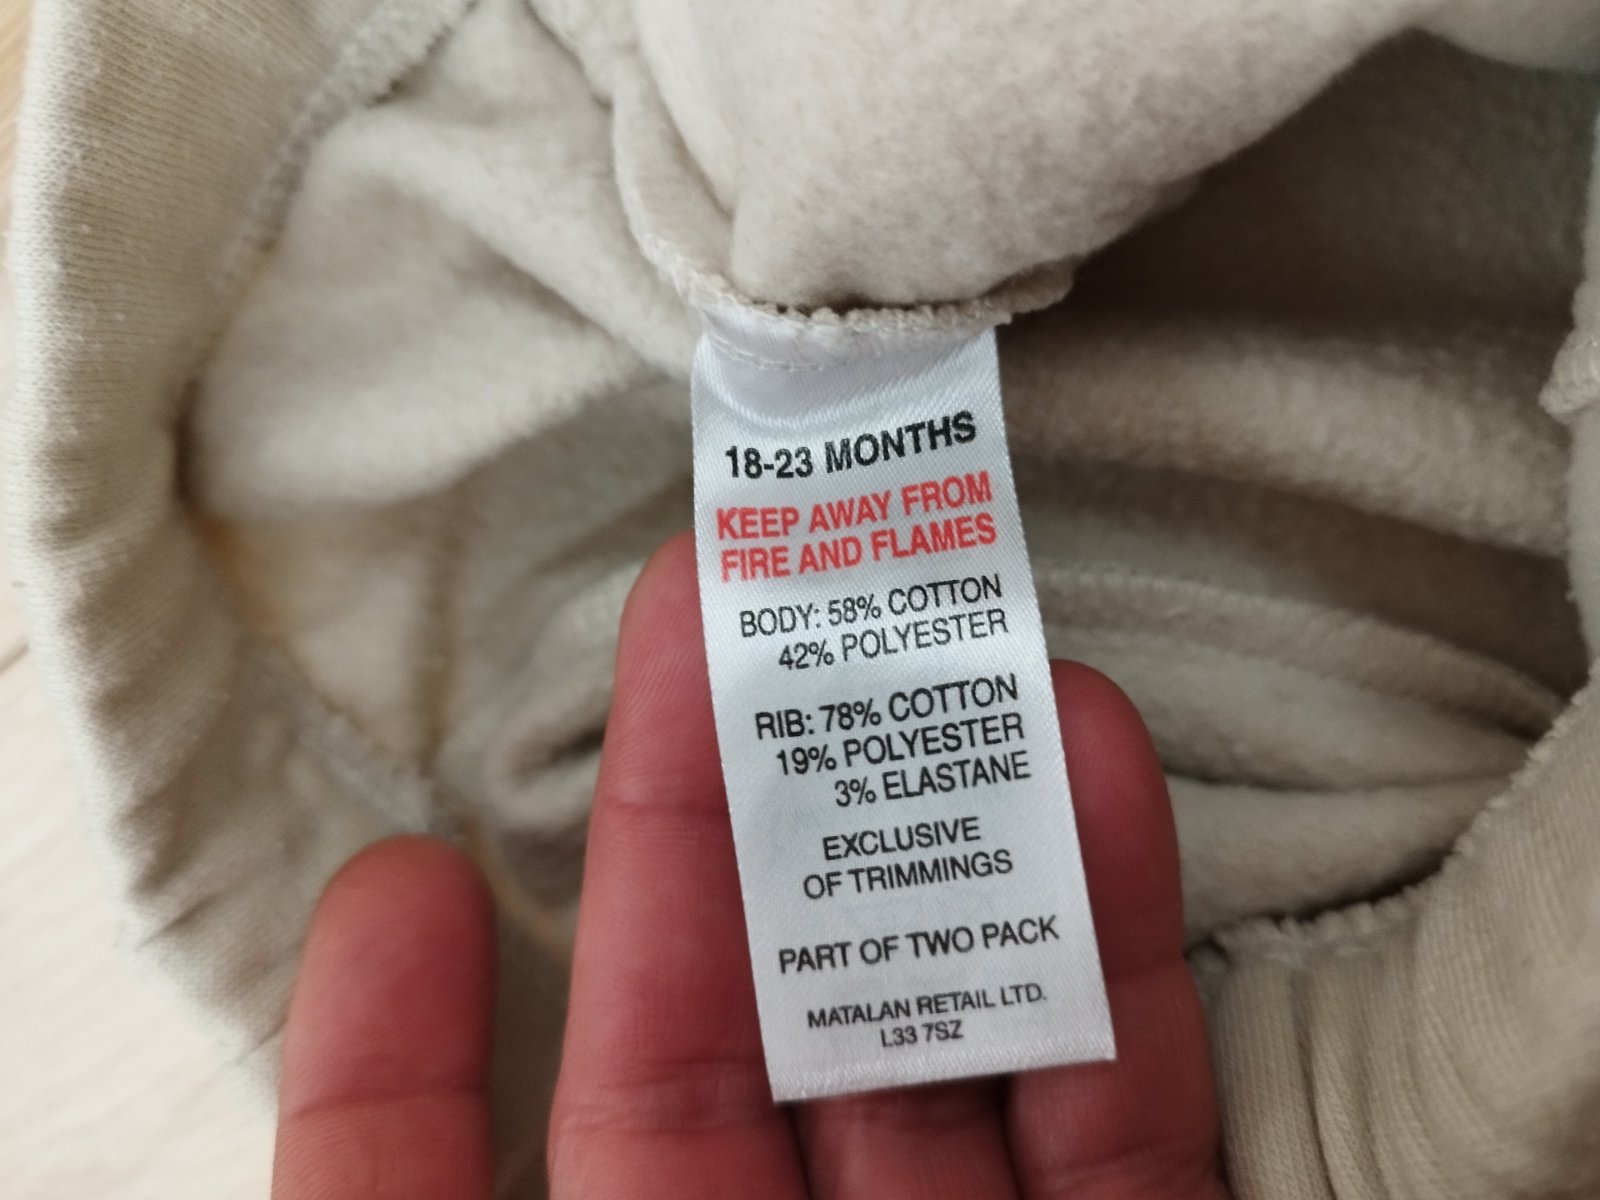 18-23 MONTHS
KEEP AWAY FROM
FIRE AND FLAMES
BODY: 58% COTTON
42% POLYESTER
RIB: 78% COTTON
19% POLYESTER
3% ELASTANE
EXCLUSIVE
OF TRIMMINGS
PART OF TWO PACK
MATALAN RETAIL LTD.
L33 7SZ